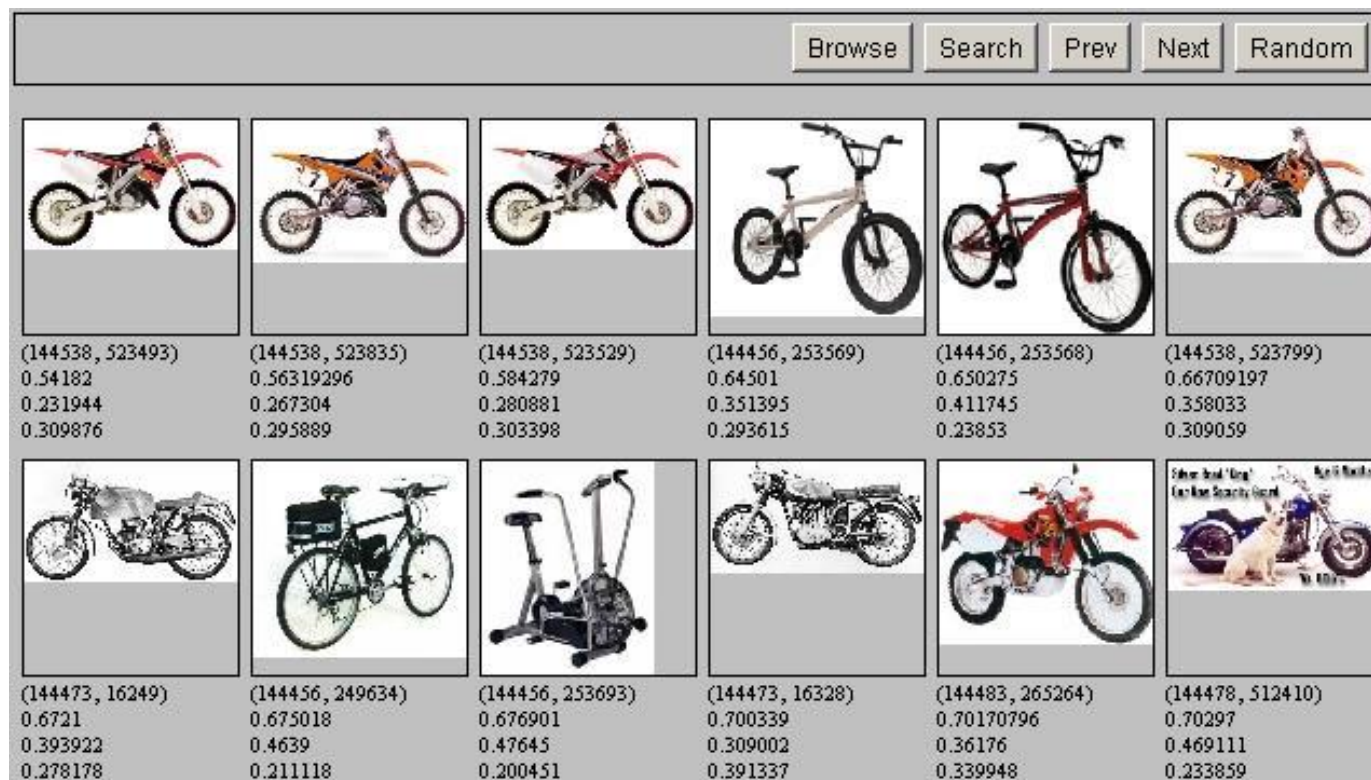 Browse Search Prev Next Random
(144538, 523493) (144538, 523835) (144538, 523529) (144456, 253569) (144456, 253568) (144538, 523799)
0.54182 0.56319296 0.584279 0.64501 0.650275 0.66709197
0.231944 0.267304 0.280881 0.351395 0.411745 0.358033
0.309876 0.295889 0.303398 0.293615 0.23853 0.309059
Our New Security Guard
(144473, 16249) (144456, 249634) (144456, 253693) (144473, 16328) (144483, 265264) (144478, 512410)
0.6721 0.675018 0.676901 0.700339 0.70170796 0.70297
0.393922 0.4639 0.47645 0.309002 0.36176 0.469111
0.278178 0.211118 0.200451 0.391337 0.339948 0.233859